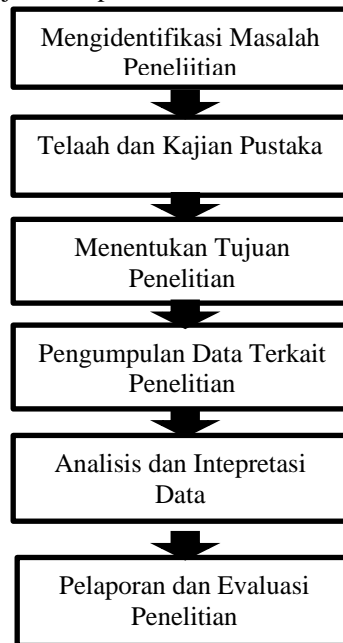 Mengidentifikasi Masalah
Peneliitian
Telaah dan Kajian Pustaka
Menentukan Tujuan
Penelitian
Pengumpulan Data Terkait
Penelitian
Analisis dan Intepretasi
Data
Pelaporan dan Evaluasi
Penelitian